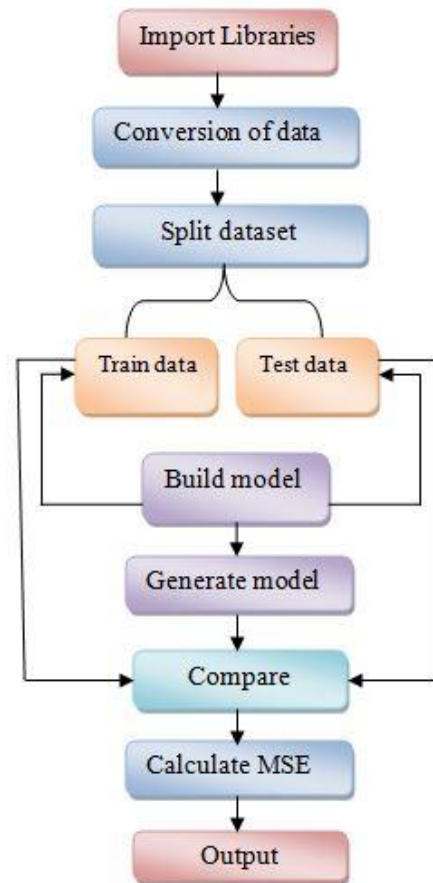 Import Libraries
Conversion of data
Split dataset
Train data
Test data
Build model
Generate model
Compare
Calculate MSE
Output